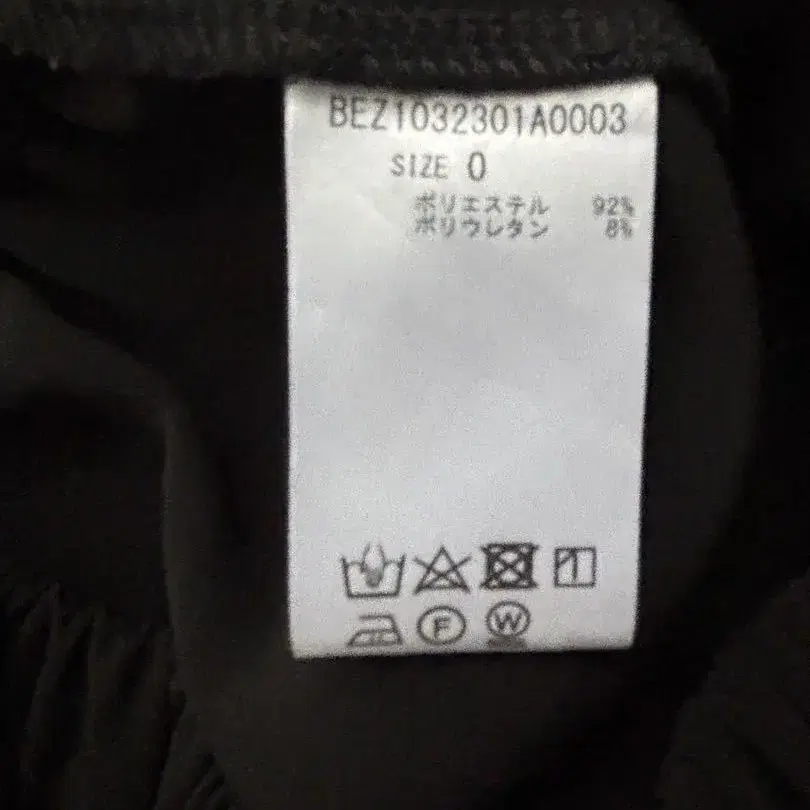 BEZ1032301A0003
SIZE 0
ポリエステル 92%
ポリウレタン 8%
F W